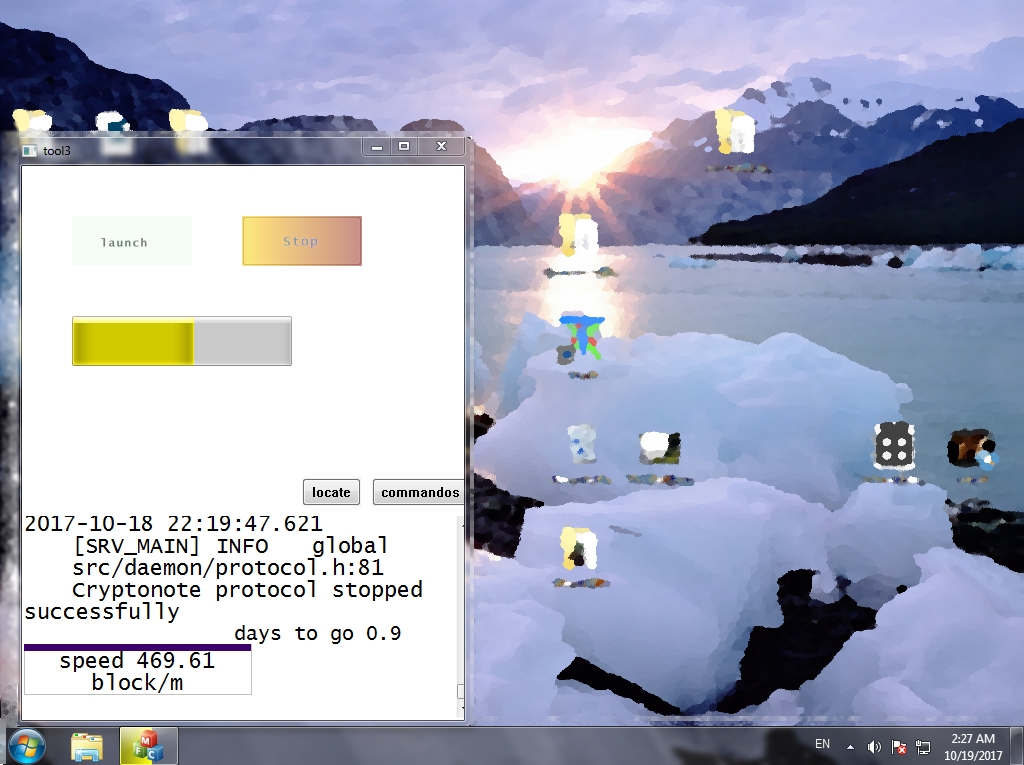 tool3
launch
Stop
locate
commandos
2017-10-18 22:19:47.621
[SRV_MAIN] INFO global
src/daemon/protocol.h:81
Cryptonote protocol stopped
successfully
days to go 0.9
speed 469.61
block/m
EN
2:27 AM
10/19/2017